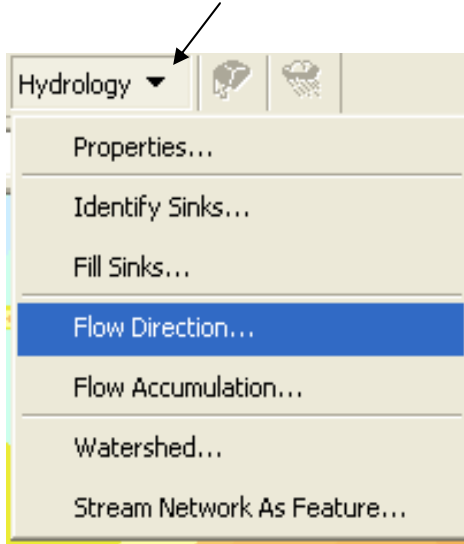 Hydrology
Properties...
Identify Sinks...
Fill Sinks...
Flow Direction...
Flow Accumulation...
Watershed...
Stream Network As Feature...